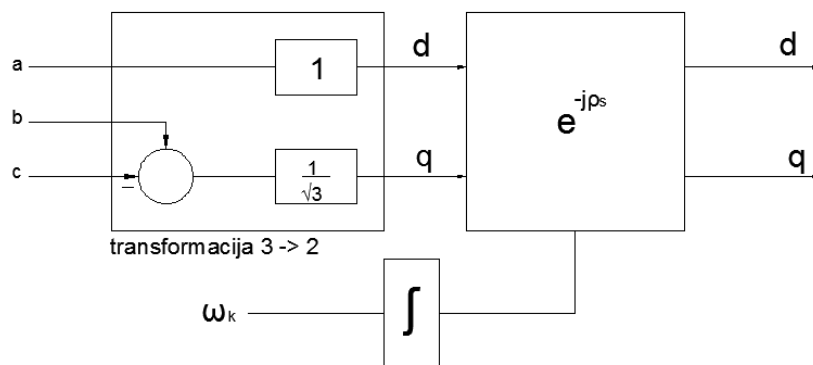 a
1
d
d
b
e^-jρs
c
–
1
√3
q
q
transformacija 3 -> 2
ωk
∫